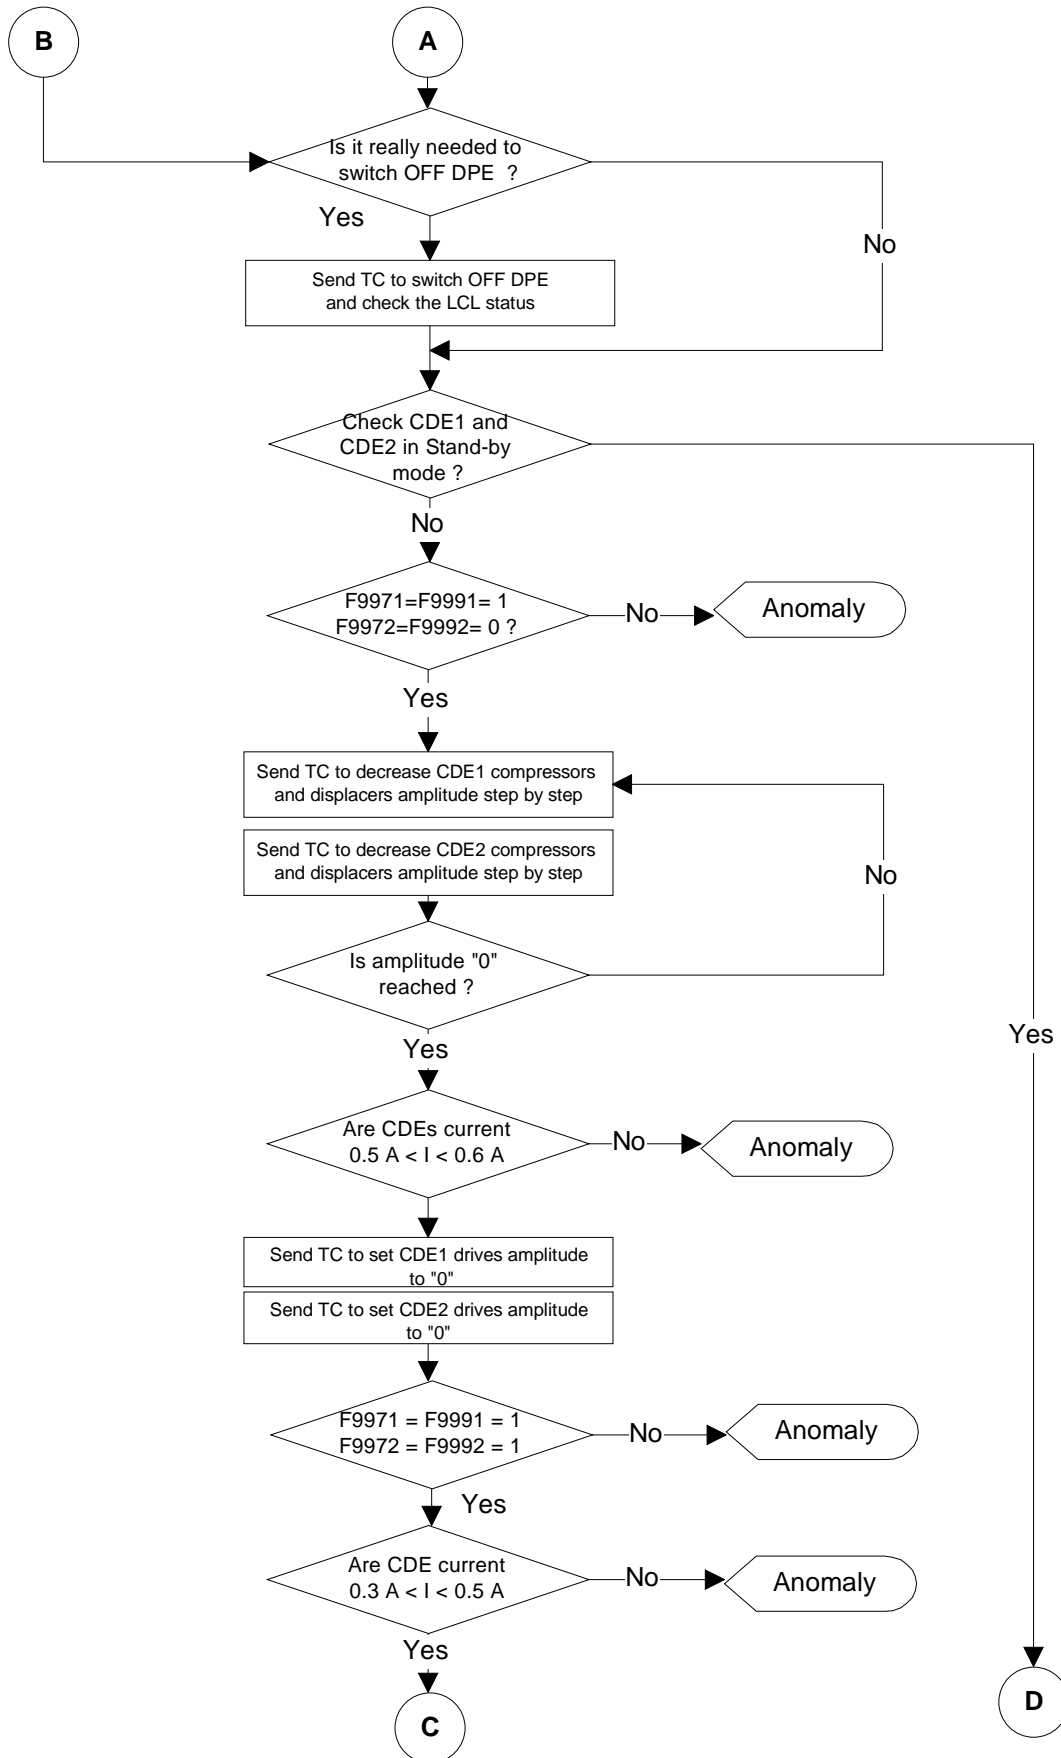 B
A
Is it really needed to
switch OFF DPE  ?
Yes
No
Send TC to switch OFF DPE
and check the LCL status
Check CDE1 and
CDE2 in Stand-by
mode ?
No
F9971=F9991= 1
F9972=F9992= 0 ?
No
Anomaly
Yes
Send TC to decrease CDE1 compressors
and displacers amplitude step by step
Send TC to decrease CDE2 compressors
and displacers amplitude step by step
No
Is amplitude "0"
reached ?
Yes
Yes
Are CDEs current
0.5 A < I < 0.6 A
No
Anomaly
Send TC to set CDE1 drives amplitude
to "0"
Send TC to set CDE2 drives amplitude
to "0"
F9971 = F9991 = 1
F9972 = F9992 = 1
No
Anomaly
Yes
Are CDE current
0.3 A < I < 0.5 A
No
Anomaly
Yes
C
D